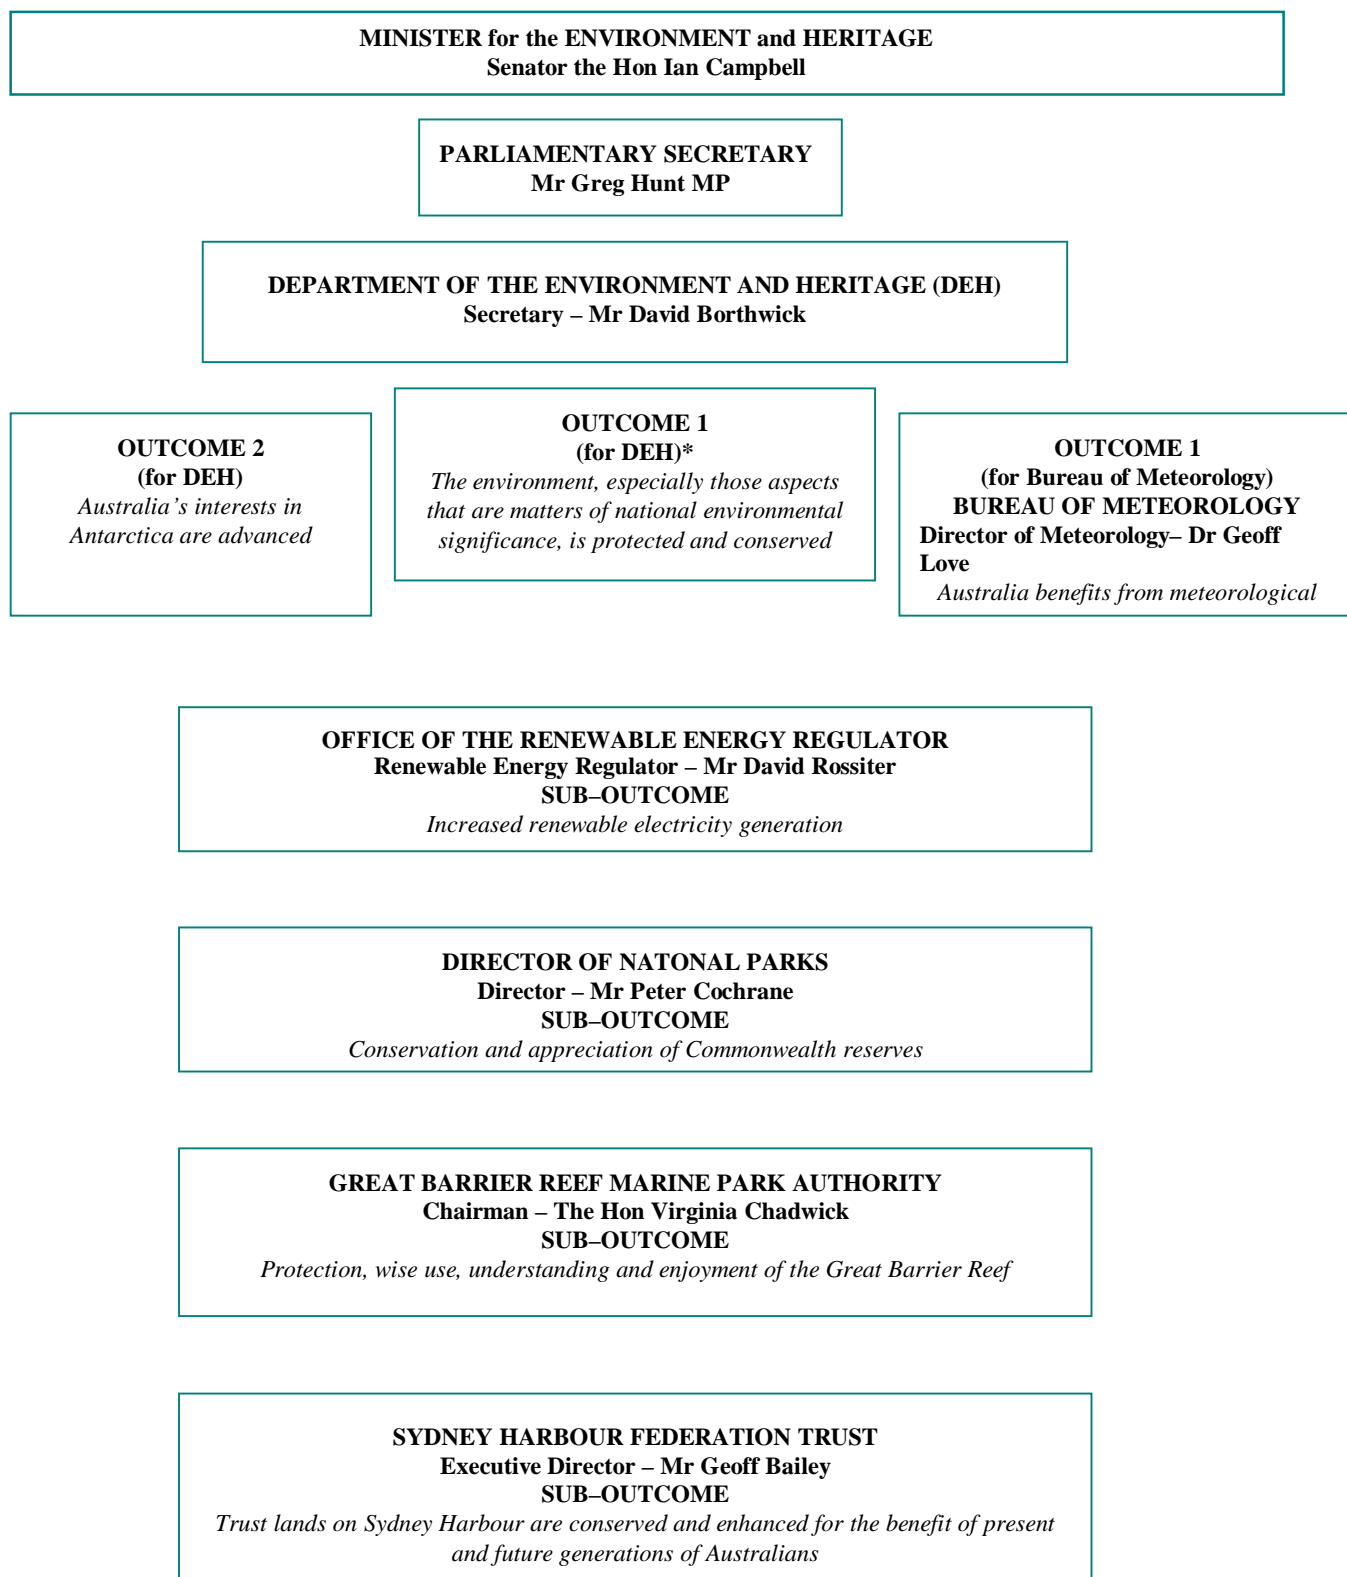 MINISTER for the ENVIRONMENT and HERITAGE
Senator the Hon Ian Campbell
PARLIAMENTARY SECRETARY
Mr Greg Hunt MP
DEPARTMENT OF THE ENVIRONMENT AND HERITAGE (DEH)
Secretary – Mr David Borthwick
OUTCOME 2
(for DEH)
Australia’s interests in
Antarctica are advanced
OUTCOME 1
(for DEH)*
The environment, especially those aspects
that are matters of national environmental
significance, is protected and conserved
OUTCOME 1
(for Bureau of Meteorology)
BUREAU OF METEOROLOGY
Director of Meteorology– Dr Geoff
Love
Australia benefits from meteorological
OFFICE OF THE RENEWABLE ENERGY REGULATOR
Renewable Energy Regulator – Mr David Rossiter
SUB–OUTCOME
Increased renewable electricity generation
DIRECTOR OF NATONAL PARKS
Director – Mr Peter Cochrane
SUB–OUTCOME
Conservation and appreciation of Commonwealth reserves
GREAT BARRIER REEF MARINE PARK AUTHORITY
Chairman – The Hon Virginia Chadwick
SUB–OUTCOME
Protection, wise use, understanding and enjoyment of the Great Barrier Reef
SYDNEY HARBOUR FEDERATION TRUST
Executive Director – Mr Geoff Bailey
SUB–OUTCOME
Trust lands on Sydney Harbour are conserved and enhanced for the benefit of present
and future generations of Australians